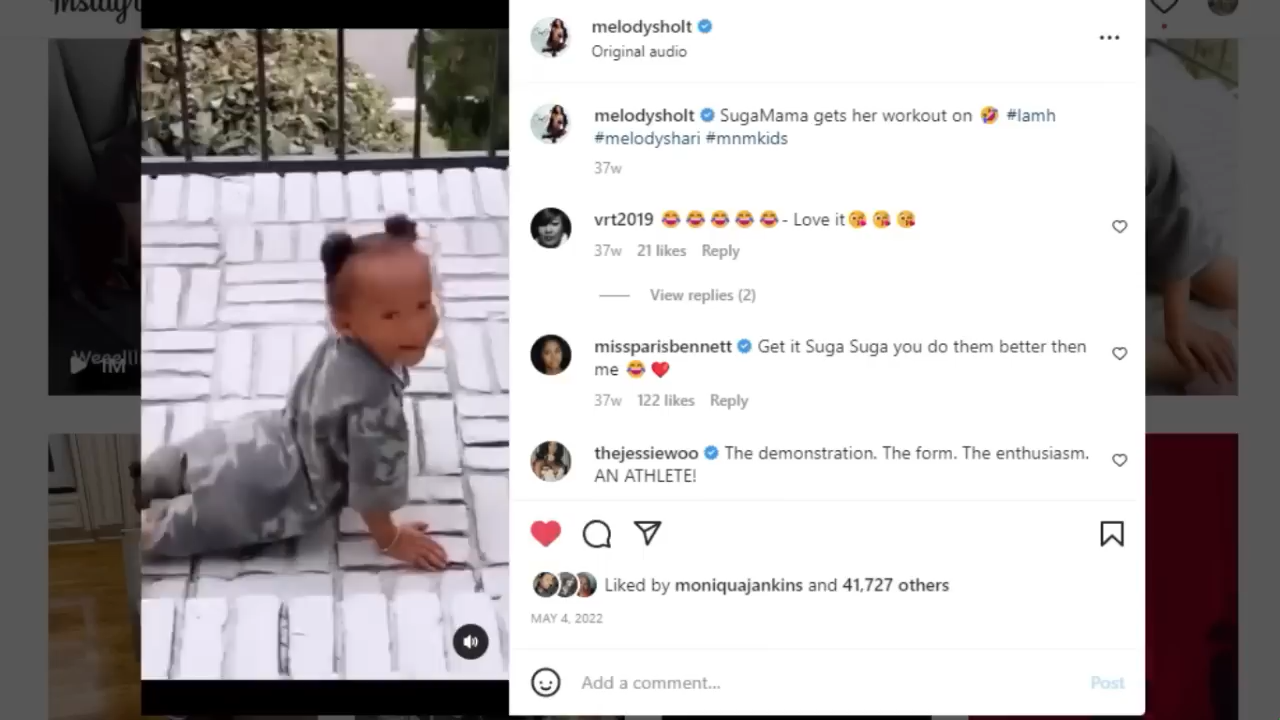 melodysholt
Original audio
melodysholt SugaMama gets her workout on 🤣 #lamh
#melodyshari #mnmkids
37w
vrt2019 😂😂😂😂😂- Love it😘😘😘
37w 21 likes Reply
View replies (2)
missparisbennett Get it Suga Suga you do them better then
me 😂❤️
37w 122 likes Reply
thejessiewoo The demonstration. The form. The enthusiasm.
AN ATHLETE!
Liked by moniquajankins and 41,727 others
MAY 4, 2022
Add a comment... Post
1M